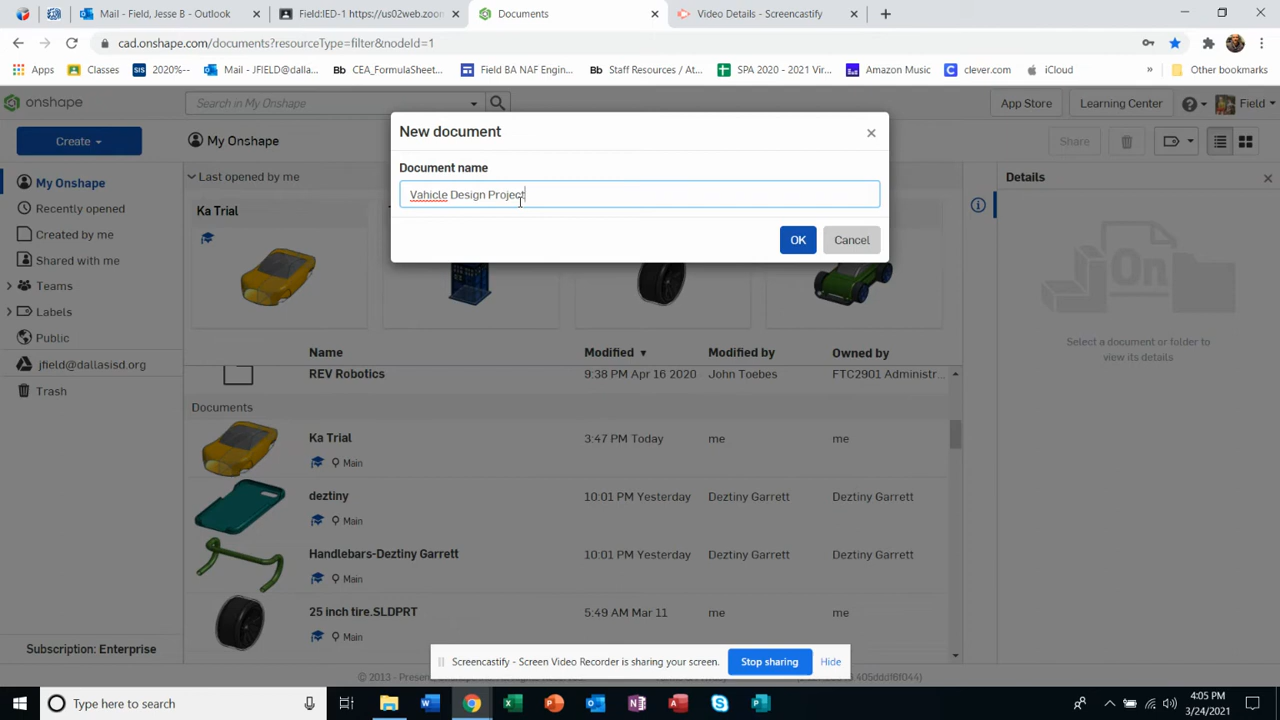 Mail - Field, Jesse B - Outlook
Field:IED-1 https://us02web.zoom
Documents
Video Details - Screencastify
cad.onshape.com/documents?resourceType=filter&nodeId=1
Apps
Classes
2020%--
Mail - JFIELD@dalla...
CEA_FormulaSheet...
Field BA NAF Engin...
Staff Resources / At...
SPA 2020 - 2021 Vir...
Amazon Music
clever.com
iCloud
»
Other bookmarks
onshape
Search in My Onshape
App Store
Learning Center
Field
Create
My Onshape
Share
New document
Document name
Vahicle Design Project
OK
Cancel
My Onshape
Recently opened
Created by me
Shared with me
Teams
Labels
Public
jfield@dallasisd.org
Trash
Subscription: Enterprise
Last opened by me
Ka Trial
Details
Select a document or folder to
view its details
Name
Modified
Modified by
Owned by
REV Robotics
9:38 PM Apr 16 2020
John Toebes
FTC2901 Administr...
Documents
Ka Trial
3:47 PM Today
me
me
Main
deztiny
10:01 PM Yesterday
Deztiny Garrett
Deztiny Garrett
Main
Handlebars-Deztiny Garrett
10:01 PM Yesterday
Deztiny Garrett
Deztiny Garrett
Main
25 inch tire.SLDPRT
5:49 AM Mar 11
me
me
Main
Screencastify - Screen Video Recorder is sharing your screen.
Stop sharing
Hide
© 2013 - Presen
Type here to search
4:05 PM
3/24/2021